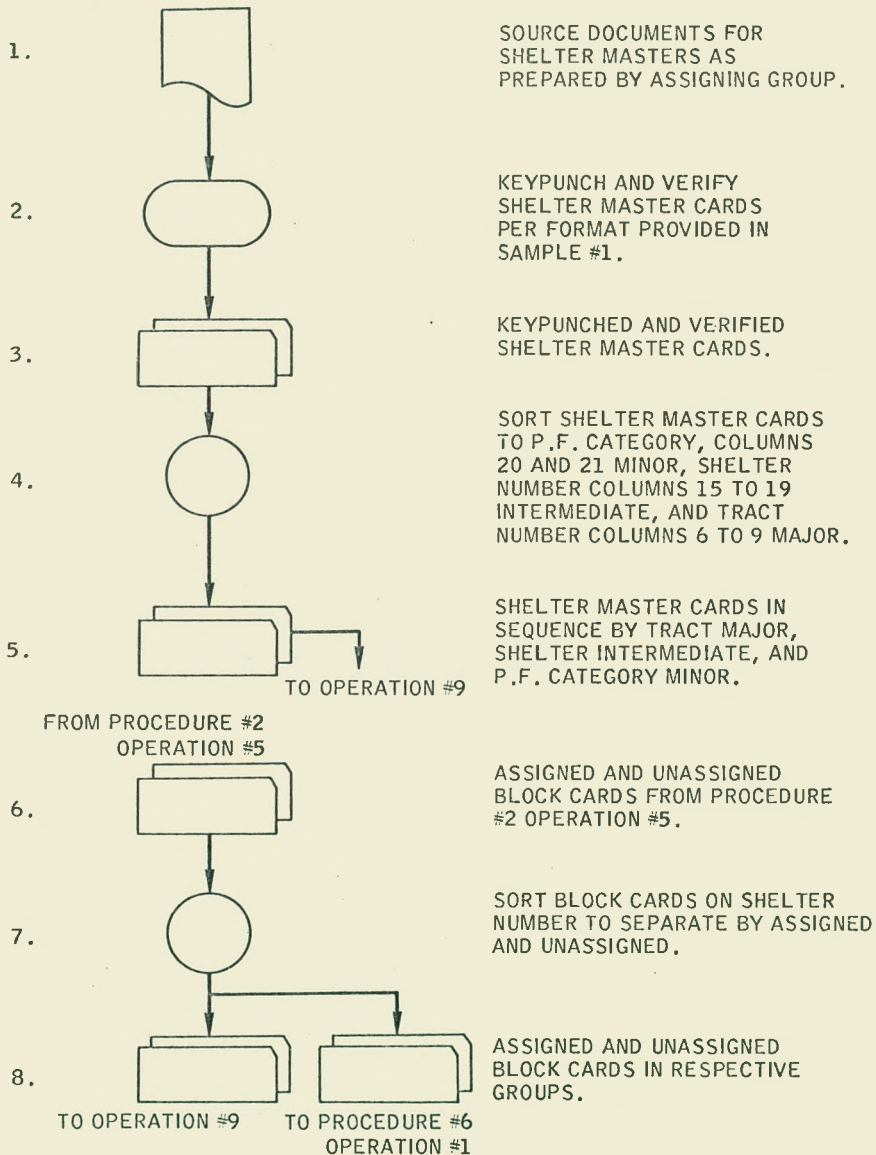 1.
SOURCE DOCUMENTS FOR
SHELTER MASTERS AS
PREPARED BY ASSIGNING GROUP.
2.
KEYPUNCH AND VERIFY
SHELTER MASTER CARDS
PER FORMAT PROVIDED IN
SAMPLE #1.
3.
KEYPUNCHED AND VERIFIED
SHELTER MASTER CARDS.
4.
SORT SHELTER MASTER CARDS
TO P.F. CATEGORY, COLUMNS
20 AND 21 MINOR, SHELTER
NUMBER COLUMNS 15 TO 19
INTERMEDIATE, AND TRACT
NUMBER COLUMNS 6 TO 9 MAJOR.
5.
SHELTER MASTER CARDS IN
SEQUENCE BY TRACT MAJOR,
SHELTER INTERMEDIATE, AND
P.F. CATEGORY MINOR.
TO OPERATION #9
FROM PROCEDURE #2
OPERATION #5
6.
ASSIGNED AND UNASSIGNED
BLOCK CARDS FROM PROCEDURE
#2 OPERATION #5.
7.
SORT BLOCK CARDS ON SHELTER
NUMBER TO SEPARATE BY ASSIGNED
AND UNASSIGNED.
8.
ASSIGNED AND UNASSIGNED
BLOCK CARDS IN RESPECTIVE
GROUPS.
TO OPERATION #9
TO PROCEDURE #6
OPERATION #1